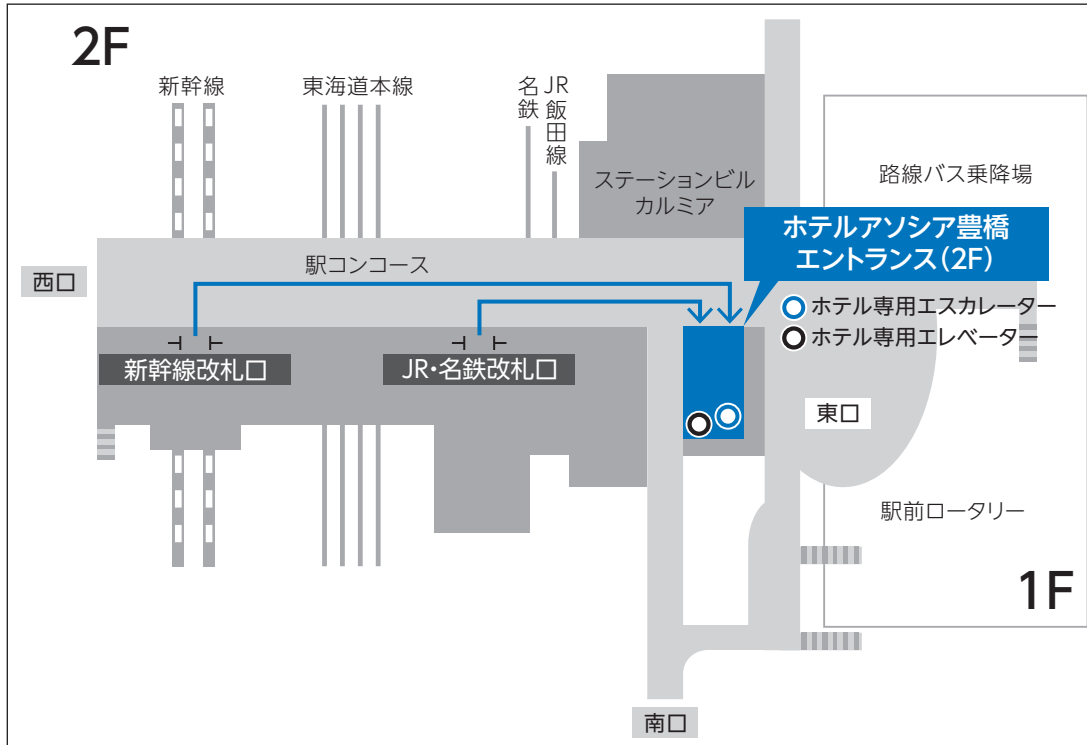 2F
新幹線
東海道本線
名鉄
JR飯田線
ステーションビル
カルミア
路線バス乗降場
ホテルアソシア豊橋
エントランス(2F)
西口
駅コンコース
ホテル専用エスカレーター
ホテル専用エレベーター
新幹線改札口
JR・名鉄改札口
東口
駅前ロータリー
1F
南口